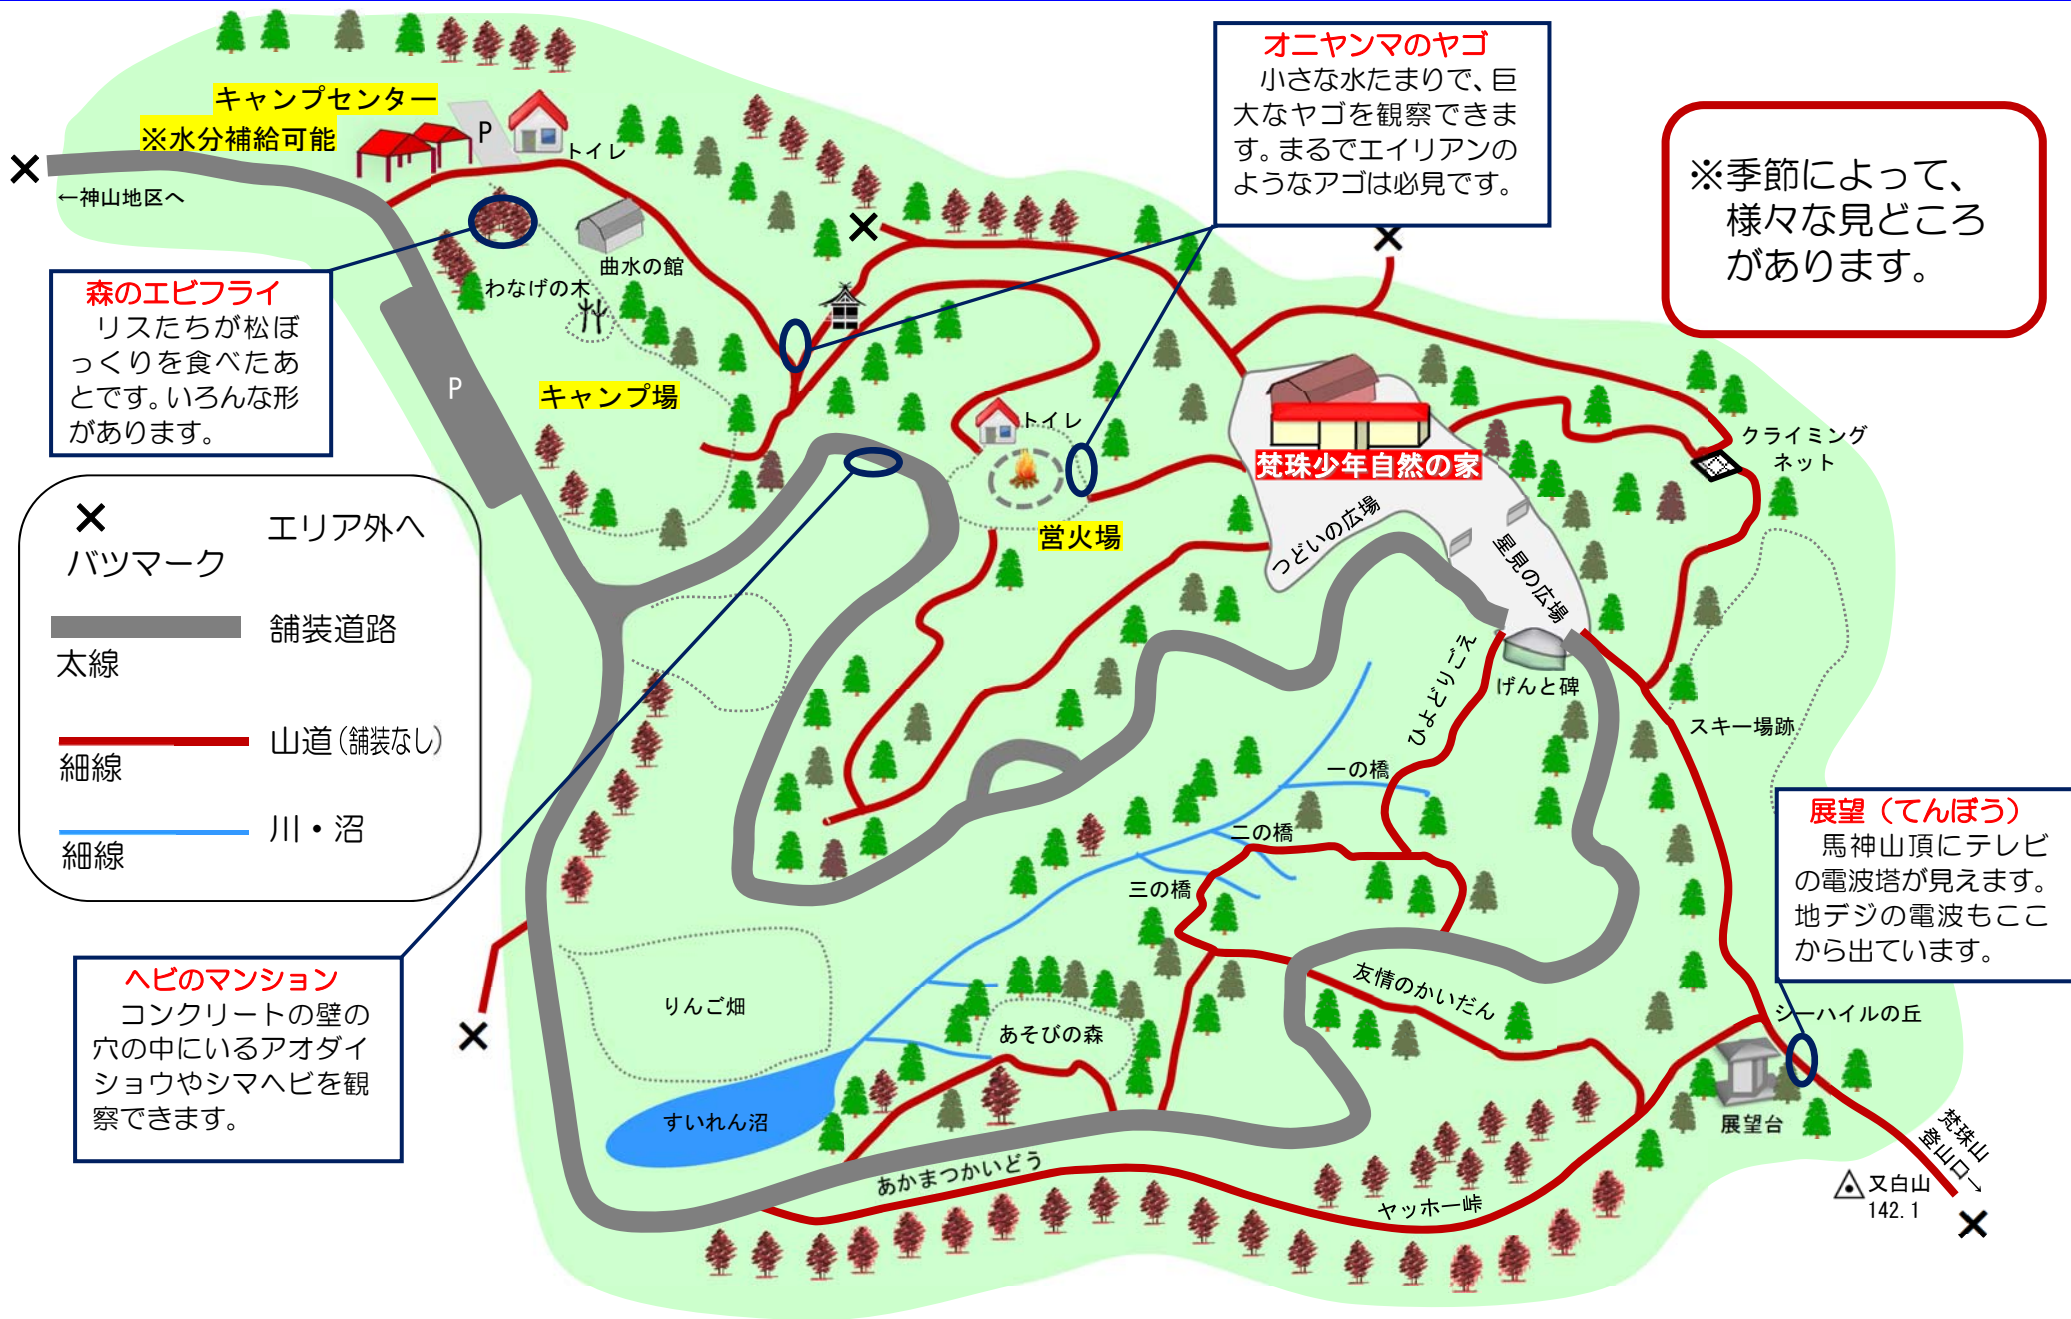 キャンプセンター
※水分補給可能
P
トイレ
←神山地区へ
オニヤンマのヤゴ
小さな水たまりで、巨
大なヤゴを観察できま
す。まるでエイリアンの
ようなアゴは必見です。
※季節によって、
様々な見どころ
があります。
森のエビフライ
リスたちが松ぼ
っくりを食べたあ
とです。いろんな形
があります。
曲水の館
わなげの木
P
キャンプ場
トイレ
営火場
梵珠少年自然の家
つどいの広場
星見の広場
クライミング
ネット
バツマーク
エリア外へ
太線
舗装道路
細線
山道(舗装なし)
細線
川・沼
ひよどりごえ
げんと碑
スキー場跡
一の橋
二の橋
三の橋
展望（てんぼう）
馬神山頂にテレビ
の電波塔が見えます。
地デジの電波もここ
から出ています。
ヘビのマンション
コンクリートの壁の
穴の中にいるアオダイ
ショウやシマヘビを観
察できます。
りんご畑
あそびの森
友情のかいだん
シーハイルの丘
すいれん沼
展望台
あかまつかいどう
ヤッホー峠
梵珠山
登山口→
又白山
142.1